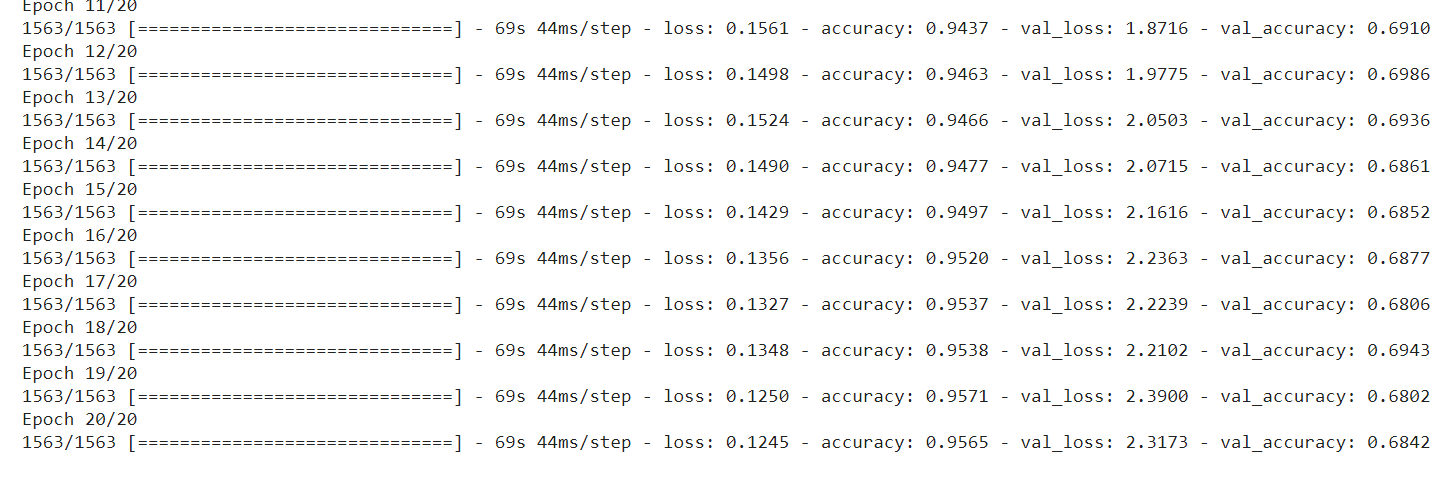 Epoch 11/20
1563/1563 [==============================] - 69s 44ms/step - loss: 0.1561 - accuracy: 0.9437 - val_loss: 1.8716 - val_accuracy: 0.6910
Epoch 12/20
1563/1563 [==============================] - 69s 44ms/step - loss: 0.1498 - accuracy: 0.9463 - val_loss: 1.9775 - val_accuracy: 0.6986
Epoch 13/20
1563/1563 [==============================] - 69s 44ms/step - loss: 0.1524 - accuracy: 0.9466 - val_loss: 2.0503 - val_accuracy: 0.6936
Epoch 14/20
1563/1563 [==============================] - 69s 44ms/step - loss: 0.1490 - accuracy: 0.9477 - val_loss: 2.0715 - val_accuracy: 0.6861
Epoch 15/20
1563/1563 [==============================] - 69s 44ms/step - loss: 0.1429 - accuracy: 0.9497 - val_loss: 2.1616 - val_accuracy: 0.6852
Epoch 16/20
1563/1563 [==============================] - 69s 44ms/step - loss: 0.1356 - accuracy: 0.9520 - val_loss: 2.2363 - val_accuracy: 0.6877
Epoch 17/20
1563/1563 [==============================] - 69s 44ms/step - loss: 0.1327 - accuracy: 0.9537 - val_loss: 2.2239 - val_accuracy: 0.6806
Epoch 18/20
1563/1563 [==============================] - 69s 44ms/step - loss: 0.1348 - accuracy: 0.9538 - val_loss: 2.2102 - val_accuracy: 0.6943
Epoch 19/20
1563/1563 [==============================] - 69s 44ms/step - loss: 0.1250 - accuracy: 0.9571 - val_loss: 2.3900 - val_accuracy: 0.6802
Epoch 20/20
1563/1563 [==============================] - 69s 44ms/step - loss: 0.1245 - accuracy: 0.9565 - val_loss: 2.3173 - val_accuracy: 0.6842